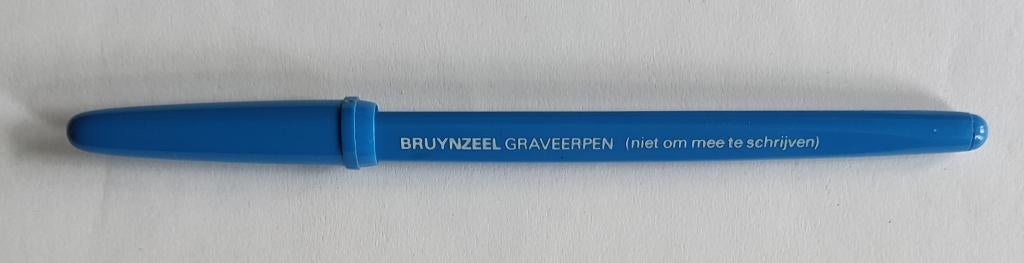 BRUYNZEEL GRAVEERPEN (niet om mee te schrijven)